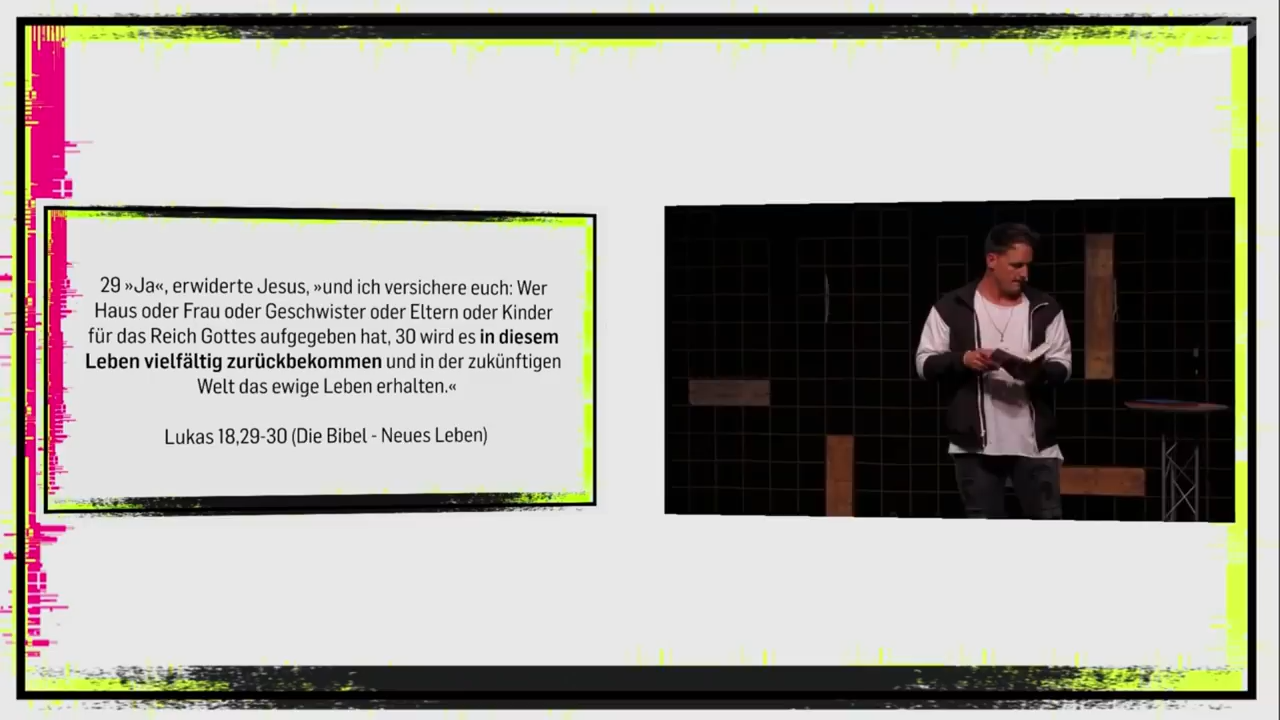 29 »Ja«, erwiderte Jesus, »und ich versichere euch: Wer
Haus oder Frau oder Geschwister oder Eltern oder Kinder
für das Reich Gottes aufgegeben hat, 30 wird es in diesem
Leben vielfältig zurückbekommen und in der zukünftigen
Welt das ewige Leben erhalten.«
Lukas 18,29-30 (Die Bibel - Neues Leben)